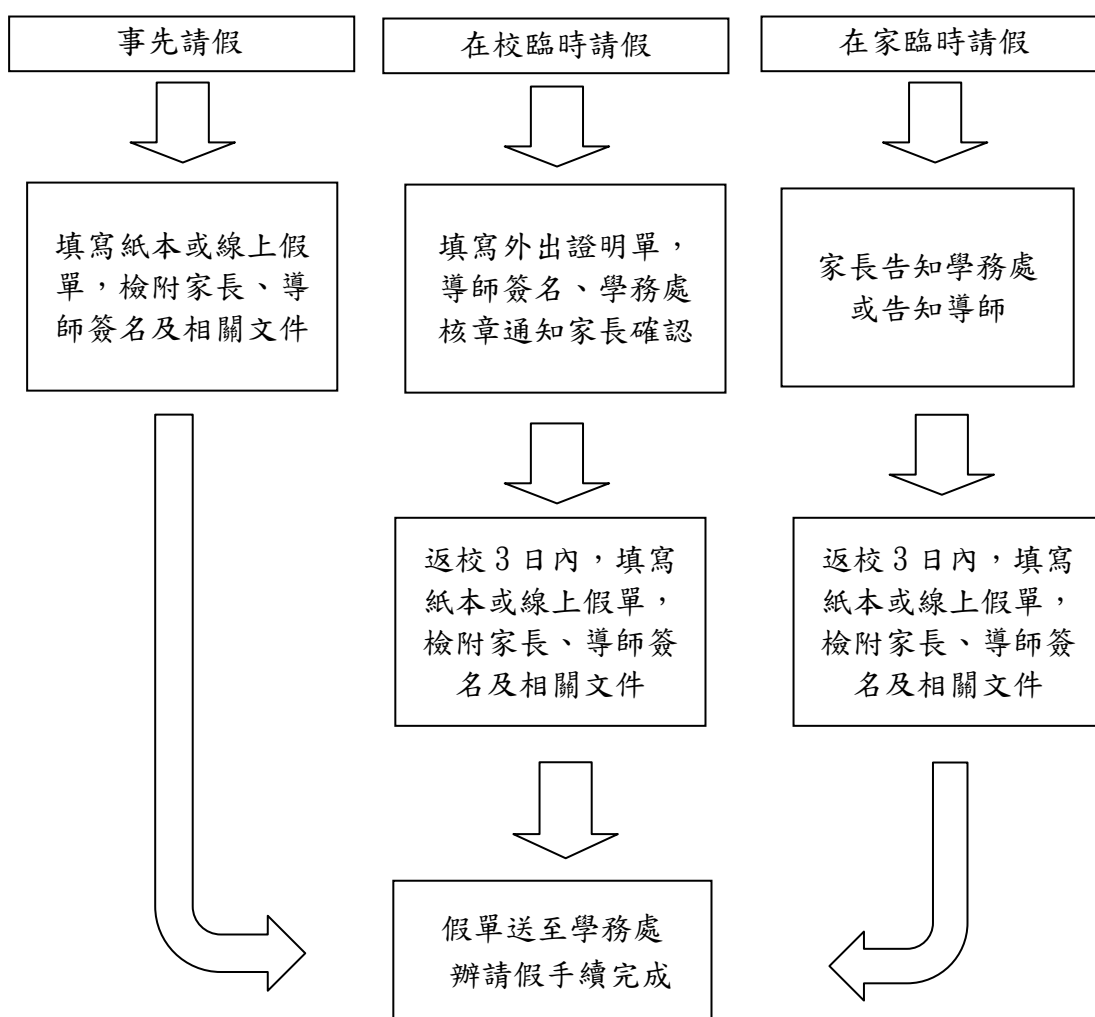 事先請假
在校臨時請假
在家臨時請假
填寫紙本或線上假
單，檢附家長、導
師簽名及相關文件
填寫外出證明單，
導師簽名、學務處
核章通知家長確認
家長告知學務處
或告知導師
返校3日內，填寫
紙本或線上假單，
檢附家長、導師簽
名及相關文件
返校3日內，填寫
紙本或線上假單，
檢附家長、導師簽
名及相關文件
假單送至學務處
辦請假手續完成